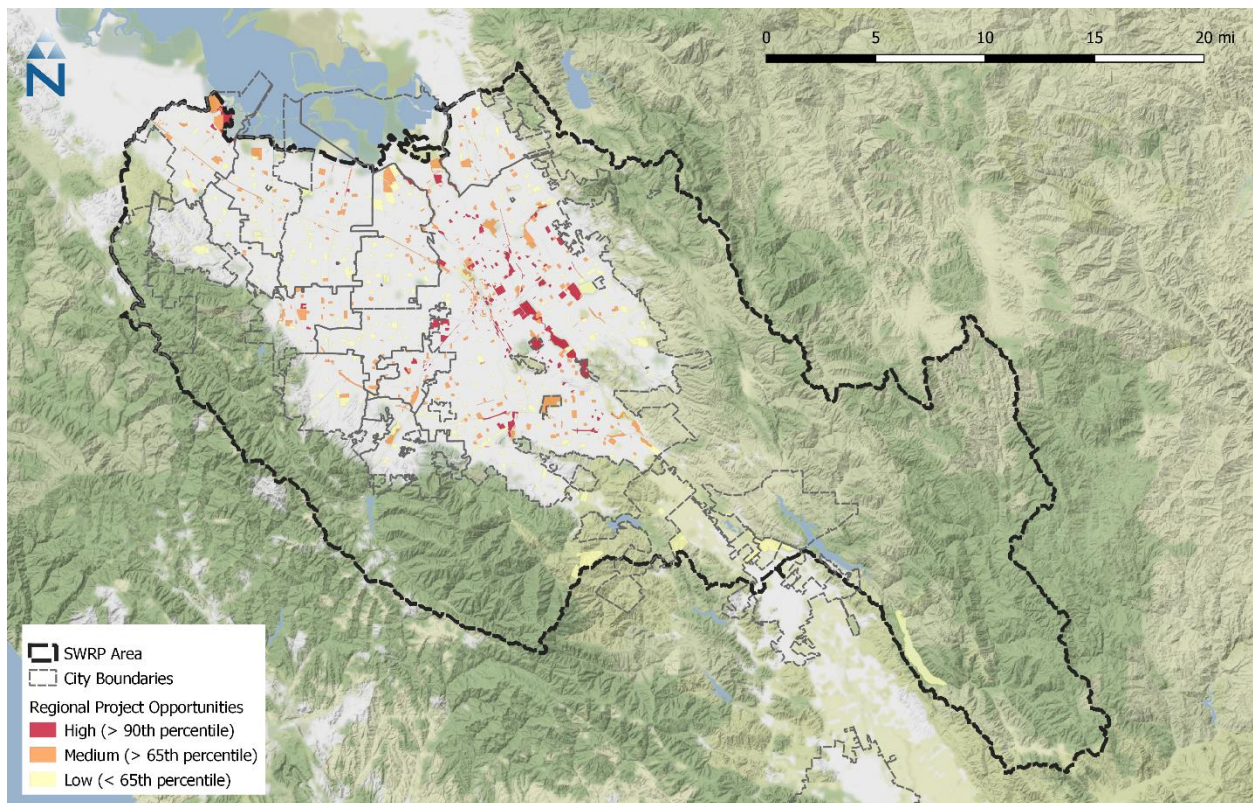 N
0 5 10 15 20 mi
SWRP Area
City Boundaries
Regional Project Opportunities
High (> 90th percentile)
Medium (> 65th percentile)
Low (< 65th percentile)